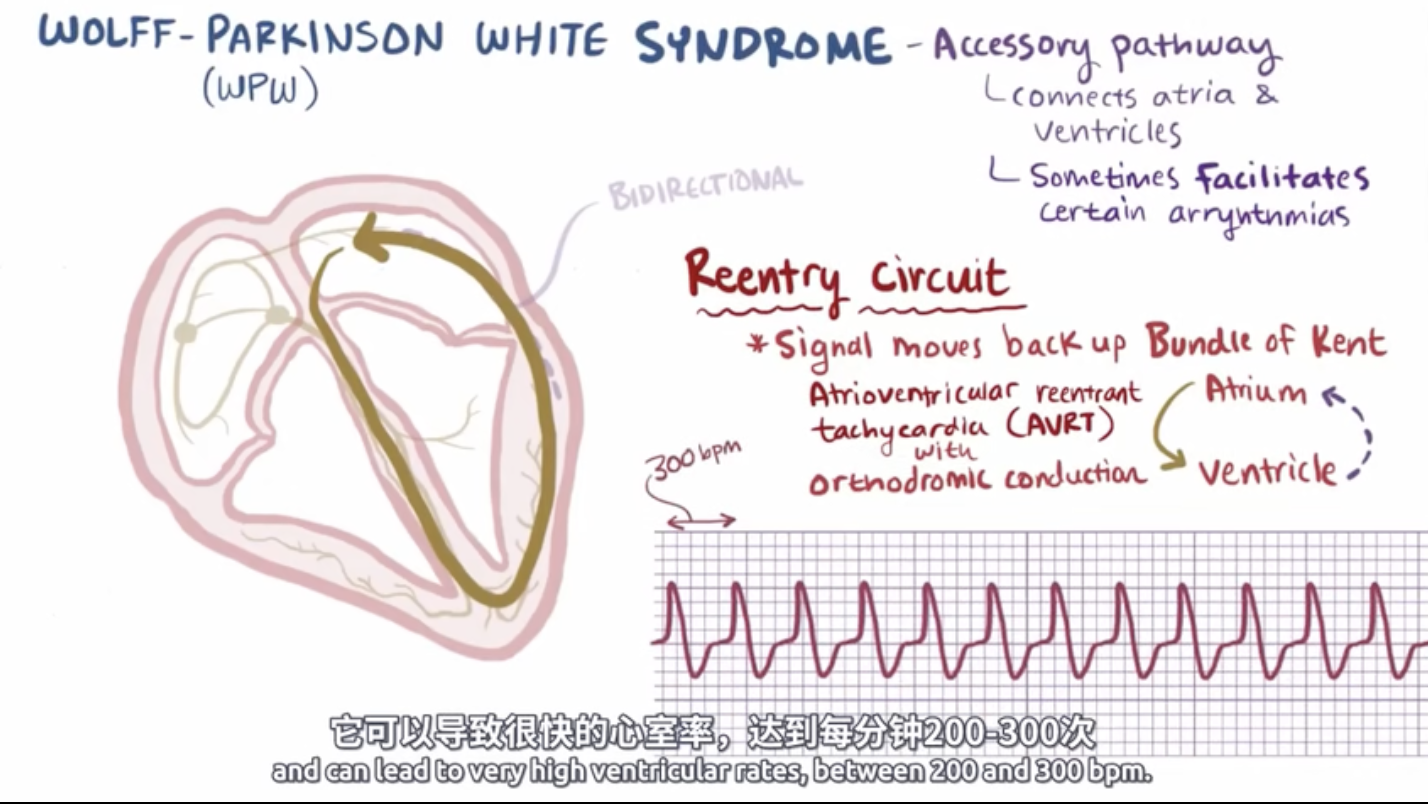 WOLFF-PARKINSON WHITE SYNDROME - Accessory pathway
(WPW)
connects atria &
ventricles
Sometimes facilitates
certain arryhtnmias
BIDIRECTIONAL
Reentry circuit
*Signal moves back up Bundle of Kent
Atrioventricular reentrant
tachycardia (AVRT)
with
orthodromic conduction
Atrium
Ventricle
300 bpm
它可以导致很快的心室率，达到每分钟200-300次
and can lead to very high ventricular rates, between 200 and 300 bpm.